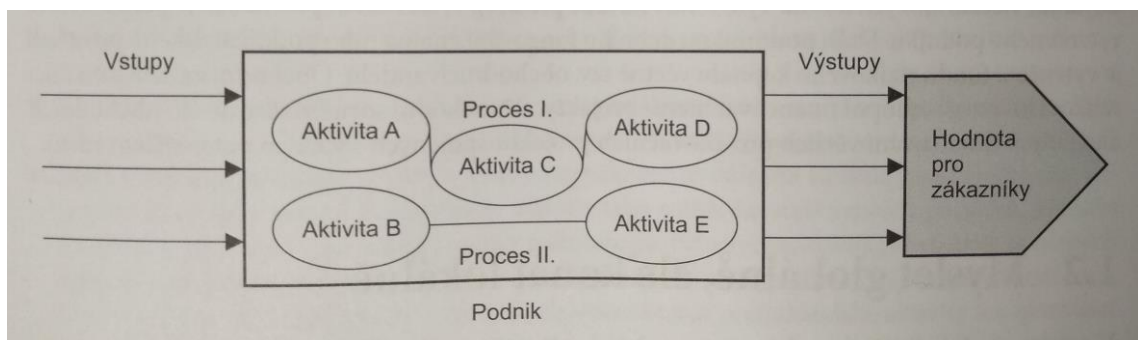 Vstupy
Výstupy
Proces I.
Aktivita A
Aktivita C
Aktivita D
Aktivita B
Aktivita E
Proces II.
Podnik
Hodnota
pro
zákazníky